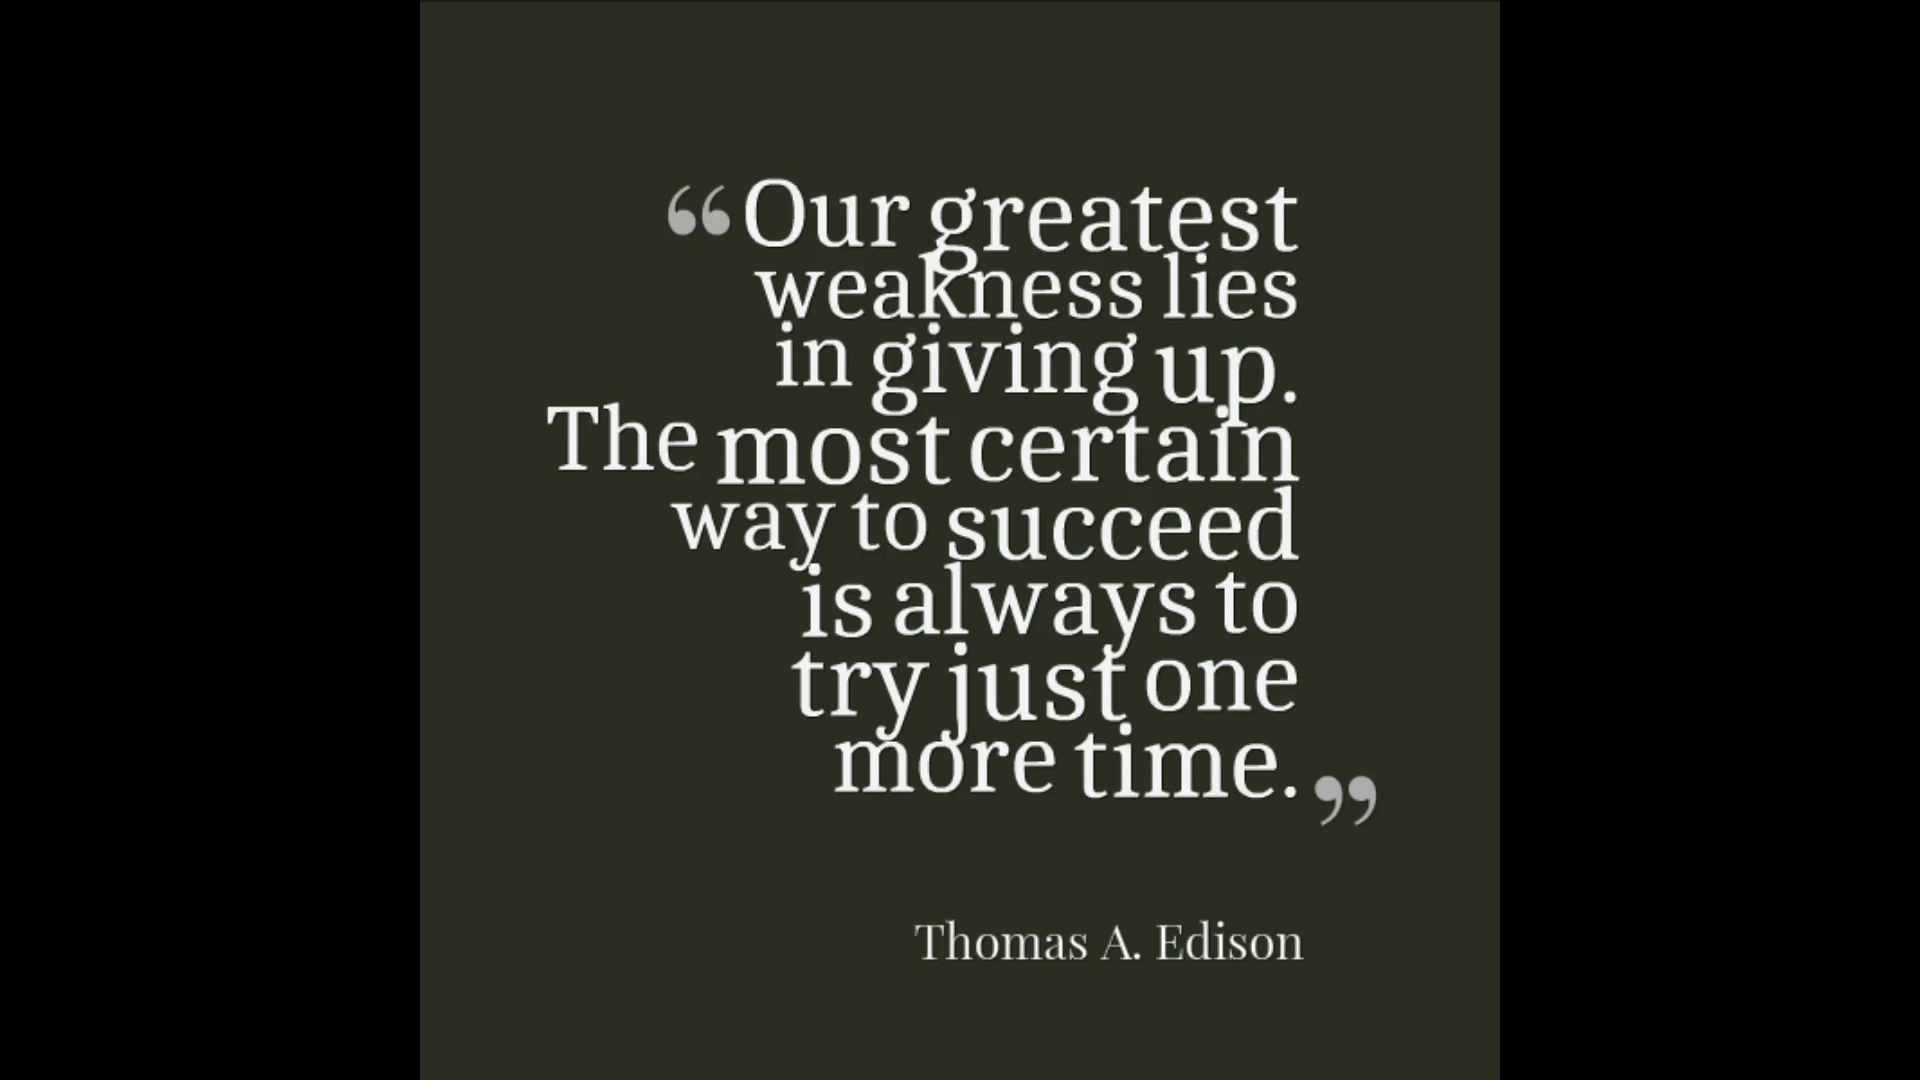 “Our greatest
weakness lies
in giving up.
The most certain
way to succeed
is always to
try just one
more time.”
Thomas A. Edison